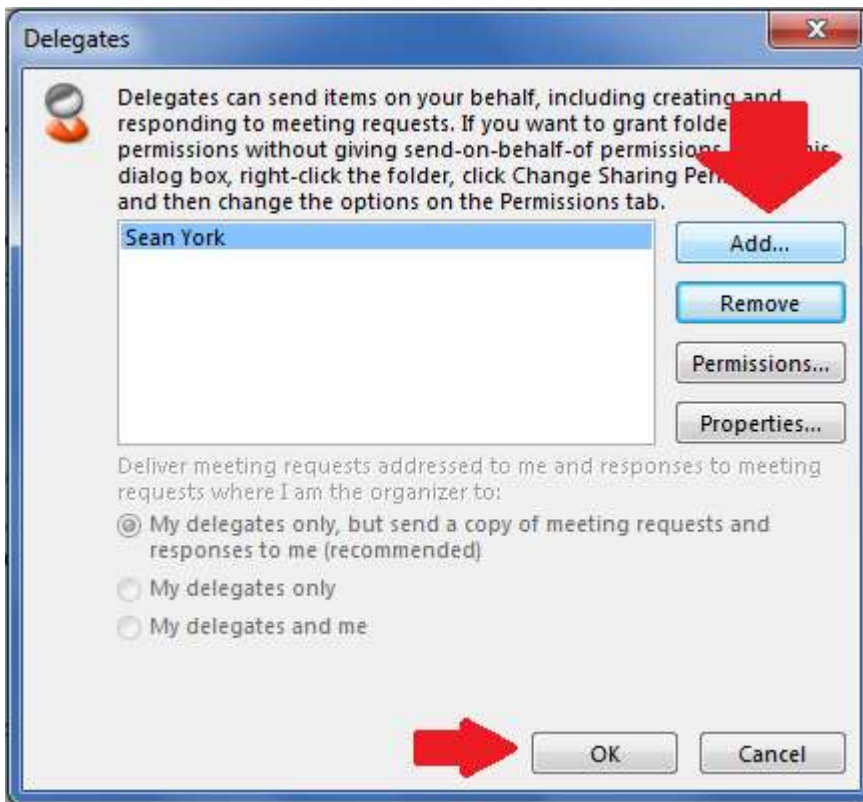 Delegates
Delegates can send items on your behalf, including creating and
responding to meeting requests. If you want to grant folde
permissions without giving send-on-behalf-of permissions
dialog box, right-click the folder, click Change Sharing Per
and then change the options on the Permissions tab.
Sean York
Add...
Remove
Permissions...
Properties...
Deliver meeting requests addressed to me and responses to meeting
requests where I am the organizer to:
My delegates only, but send a copy of meeting requests and
responses to me (recommended)
My delegates only
My delegates and me
OK
Cancel